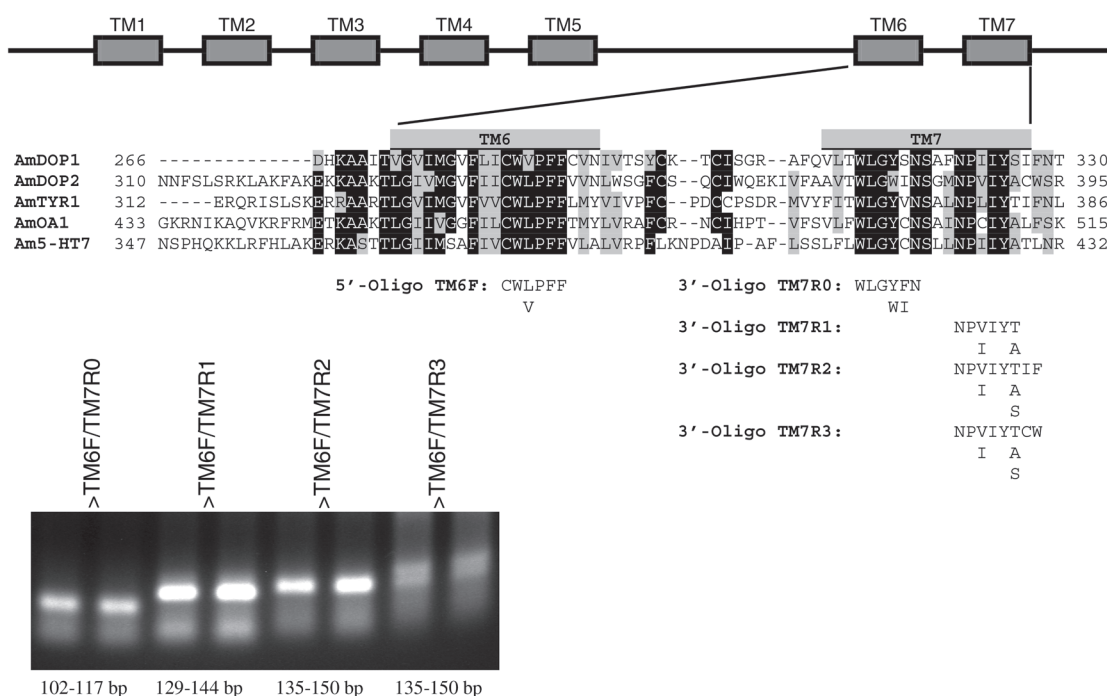 TM1 TM2 TM3 TM4 TM5 TM6 TM7
TM6 TM7
AmDOP1 266 --------------DHKAAITVGVIMGVFLICWVPFFCVNIVTSYCK--TCISGR--AFQVLTWLGYSNSAFNPIIYSIFNT 330
AmDOP2 310 NNFSLSRKLAKFAKEKKAAKTLGIVMGVFIICWLPFFVVNLWSGFCS--QCIWQEKIVFAAVTWLGWINSGMNPVIYACWSR 395
AmTYR1 312 -----ERQRISLSKERRAARTLGIVMGVFVVCWLPFFLMYVIVPFCP--DCCPSDRMVYFITWLGYVNSALNPLIYTIFNL 386
AmOA1 433 GKRNIKAQVKRFRMETKAAKTLGIIVGGFILCWLPFFTMYLVRAFCR--NCIHPT--VFSVLFWLGYCNSAINPCIYALFSK 515
Am5-HT7 347 NSPHQKKLRFHLAKERKASTTLGIIMSAFIVCWLPFFVLALVRPFLKNPDAIP-AF-LSSLFLWLGYCNSLLNPIIYATLNR 432
5′-Oligo TM6F: CWLPFF
V
3′-Oligo TM7R0: WLGYFN
WI
3′-Oligo TM7R1: NPVIYT
I A
3′-Oligo TM7R2: NPVIYTIF
I A
S
3′-Oligo TM7R3: NPVIYTCW
I A
S
>TM6F/TM7R0
>TM6F/TM7R1
>TM6F/TM7R2
>TM6F/TM7R3
102-117 bp 129-144 bp 135-150 bp 135-150 bp